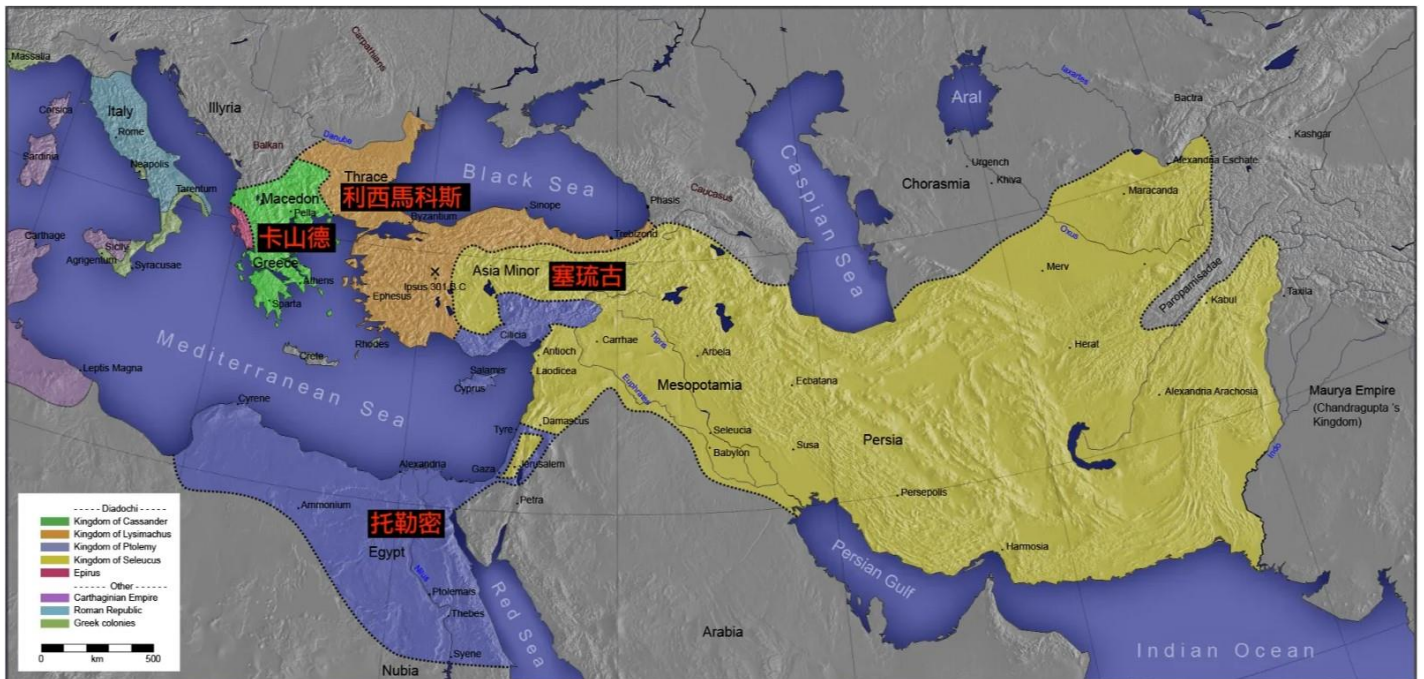 Massalia
Corsica
Sardinia
Italy
Rome
Neapolis
Tarentum
Carthage
Sicily
Agrigentum
Syracusae
Leptis Magna
Illyria
Carpathians
Balkan
Danube
Thrace
利西馬科斯
Macedon
Pella
卡山德
Greece
Athens
Sparta
Crete
Rhodes
Mediterranean Sea
Black Sea
Byzantium
Sinope
Trebizond
Phasis
Caucasus
Ipsus 301 B.C
Ephesus
Asia Minor
塞琉古
Cilicia
Salamis
Cyprus
Antioch
Laodicea
Carrhae
Tigris
Arbela
Euphrates
Mesopotamia
Damascus
Tyre
Jerusalem
Gaza
Petra
Seleucia
Babylon
Ecbatana
Susa
Persia
Persepolis
Harmosia
Persian Gulf
Caspian Sea
Aral
Iaxartes
Urgench
Khiva
Chorasmia
Bactra
Kashgar
Alexandria Eschate
Maracanda
Oxus
Merv
Paropamisadae
Kabul
Taxila
Herat
Alexandria Arachosia
Maurya Empire
(Chandragupta 's
Kingdom)
Indo
Cyrene
Alexandria
Ammonium
托勒密
Egypt
Nilus
Ptolemais
Thebes
Syene
Nubia
Red Sea
Arabia
Indian Ocean
------ Diadochi ------
Kingdom of Cassander
Kingdom of Lysimachus
Kingdom of Ptolemy
Kingdom of Seleucus
Epirus
------ Other ------
Carthaginian Empire
Roman Republic
Greek colonies
0 km 500